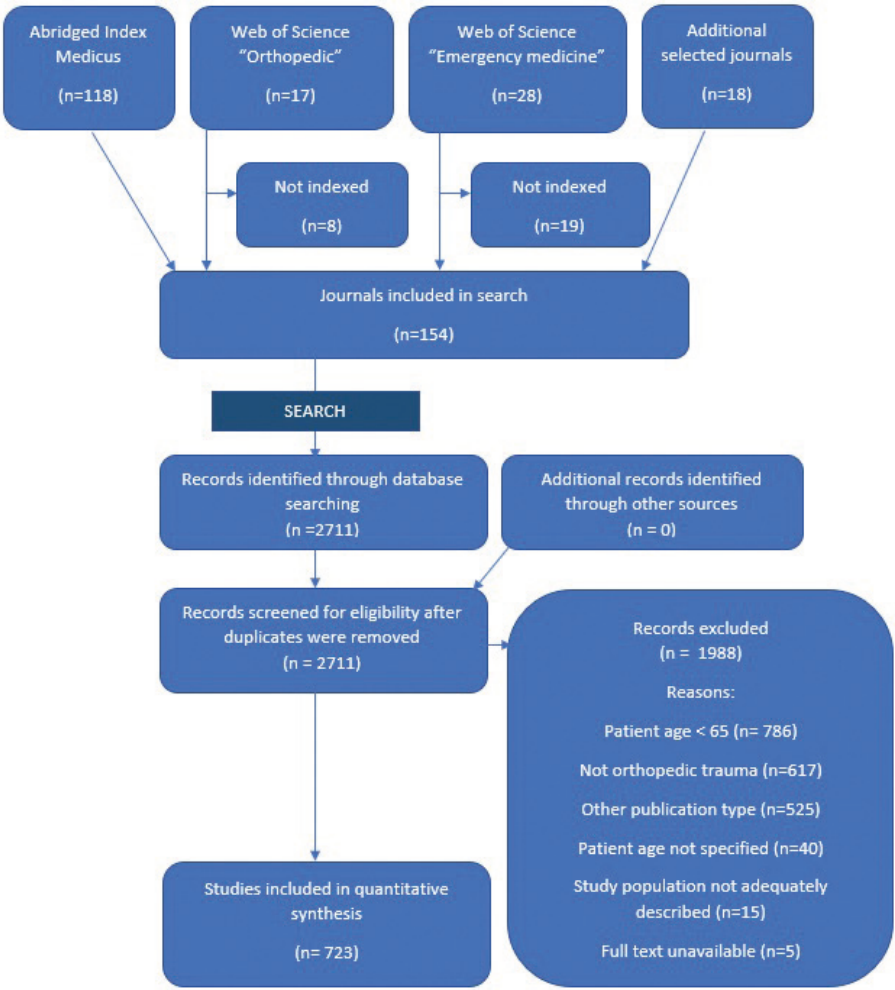 Abridged Index
Medicus
(n=118)
Web of Science
“Orthopedic”
(n=17)
Web of Science
“Emergency medicine”
(n=28)
Additional
selected journals
(n=18)
Not indexed
(n=8)
Not indexed
(n=19)
Journals included in search
(n=154)
SEARCH
Records identified through database
searching
(n =2711)
Additional records identified
through other sources
(n = 0)
Records screened for eligibility after
duplicates were removed
(n = 2711)
Records excluded
(n = 1988)
Reasons:
Patient age < 65 (n= 786)
Not orthopedic trauma (n=617)
Other publication type (n=525)
Patient age not specified (n=40)
Study population not adequately
described (n=15)
Full text unavailable (n=5)
Studies included in quantitative
synthesis
(n= 723)